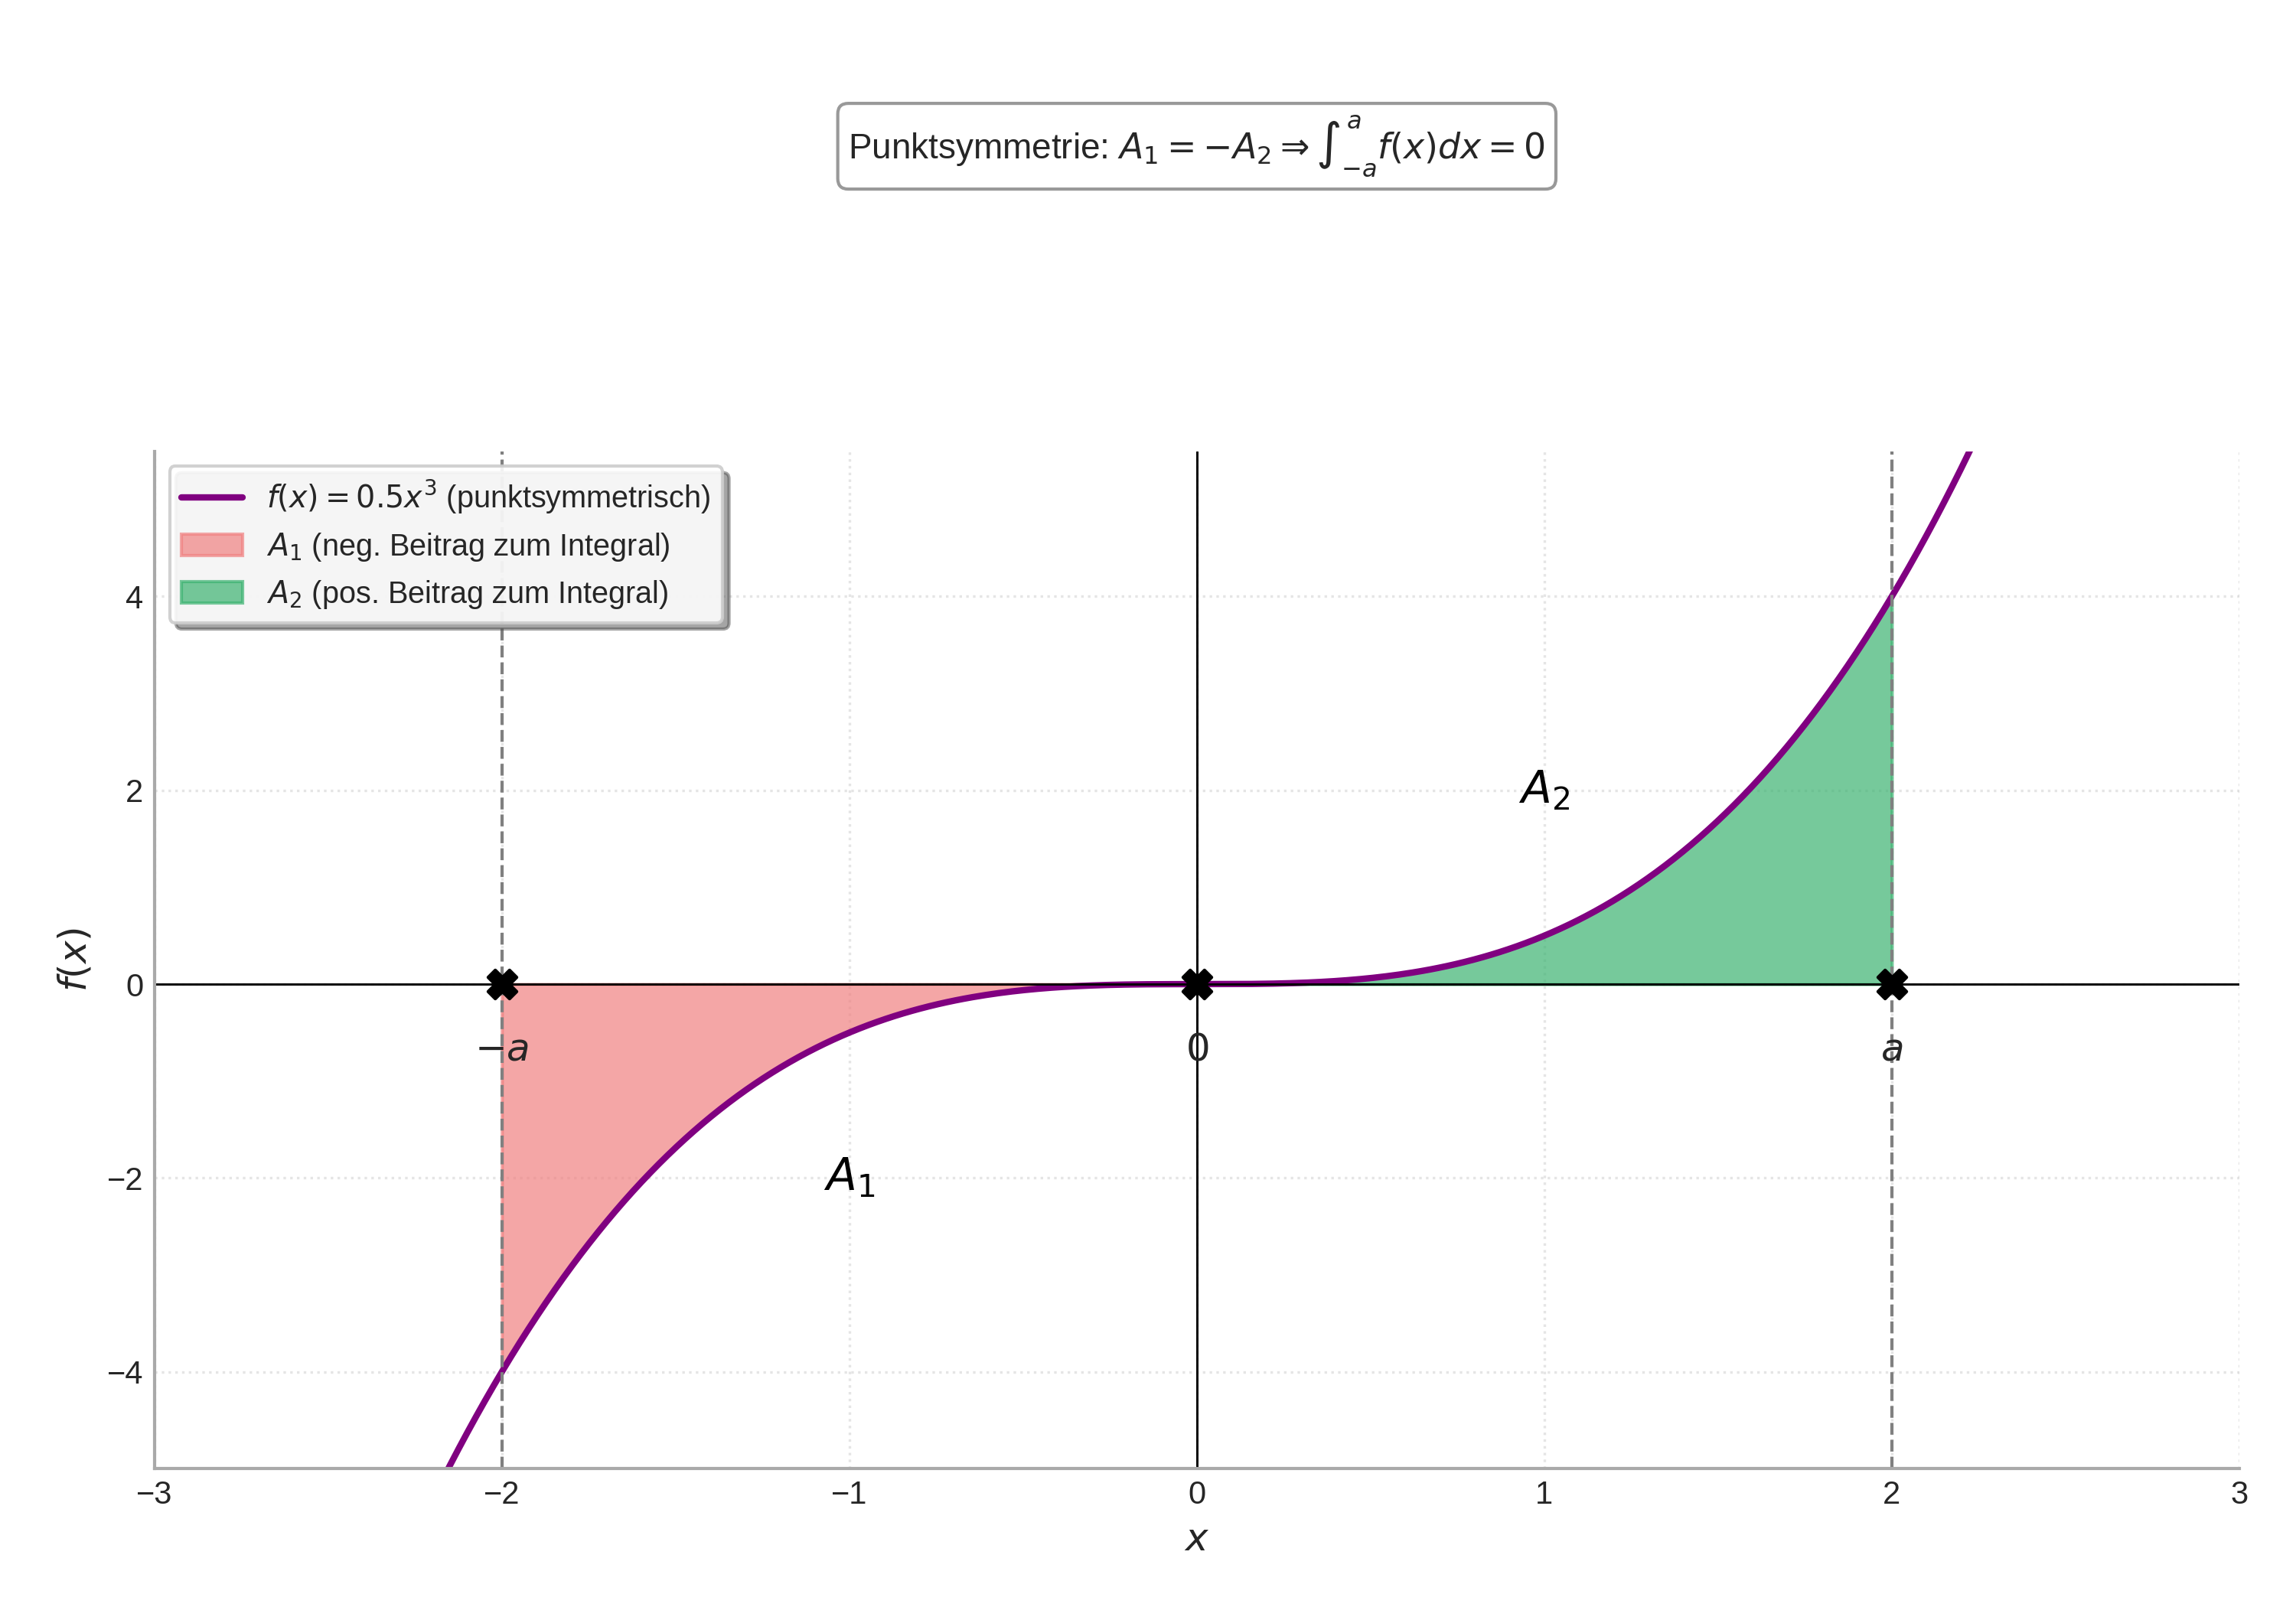 Punktsymmetrie: A₁ = −A₂ ⇒ ∫₋ₐᵃ f(x)dx = 0
f(x) = 0.5x³ (punktsymmetrisch)
A₁ (neg. Beitrag zum Integral)
A₂ (pos. Beitrag zum Integral)
4
2
0
−2
−4
f(x)
A₂
−a
0
a
A₁
−3
−2
−1
0
1
2
3
x